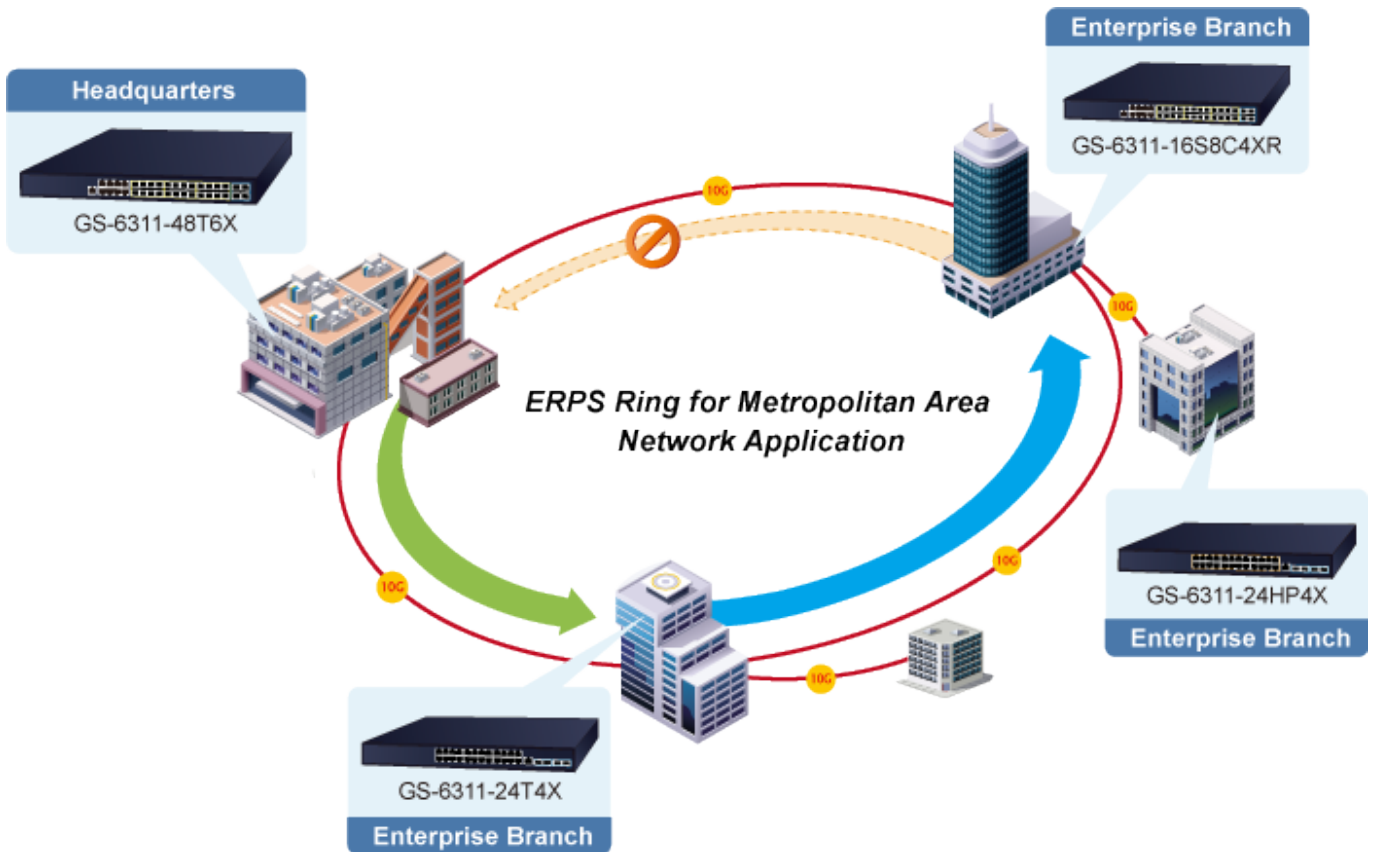 Enterprise Branch
GS-6311-16S8C4XR
Headquarters
GS-6311-48T6X
10G
10G
ERPS Ring for Metropolitan Area
Network Application
GS-6311-24HP4X
Enterprise Branch
10G
10G
10G
GS-6311-24T4X
Enterprise Branch